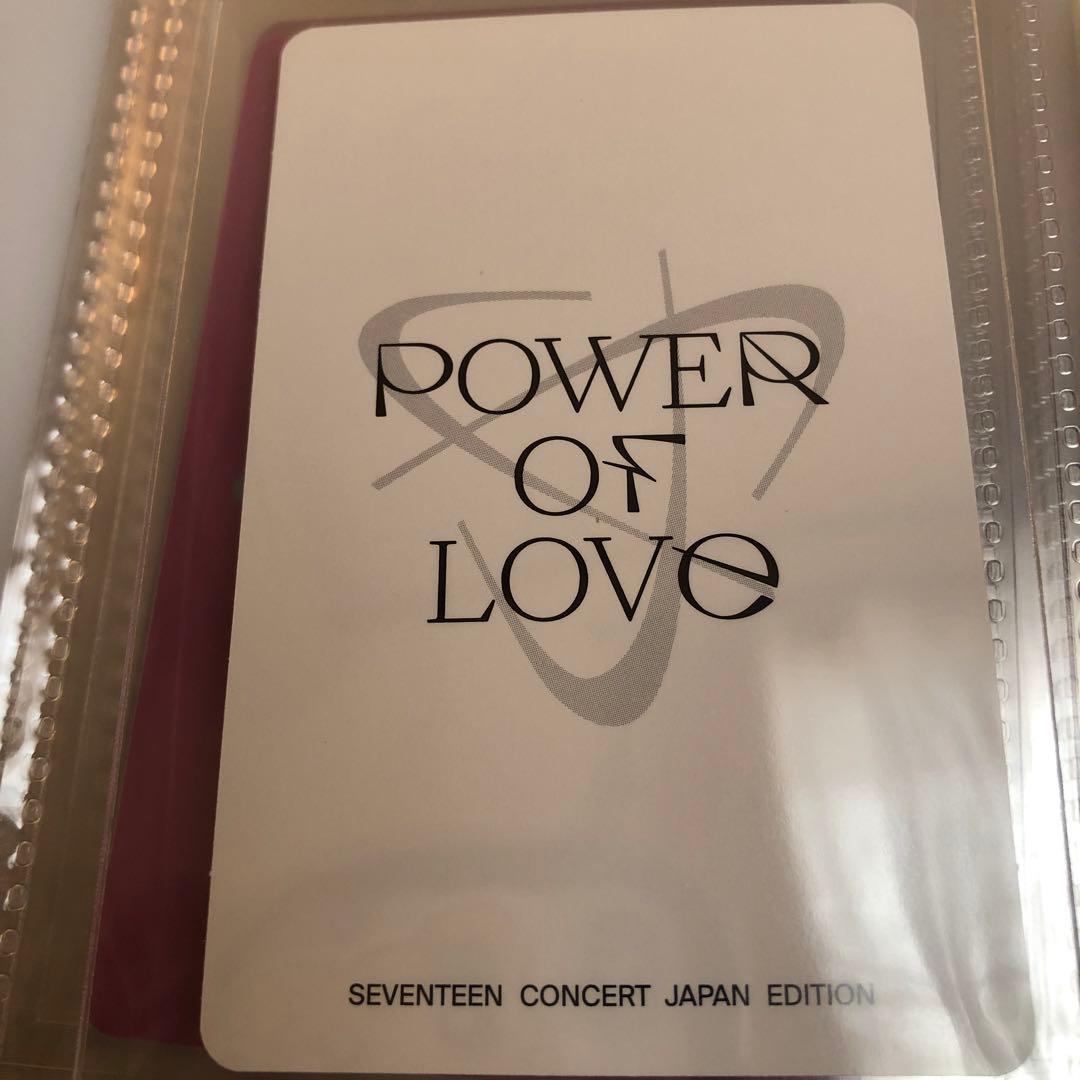 POWER
OF
LOVe
SEVENTEEN CONCERT JAPAN EDITION